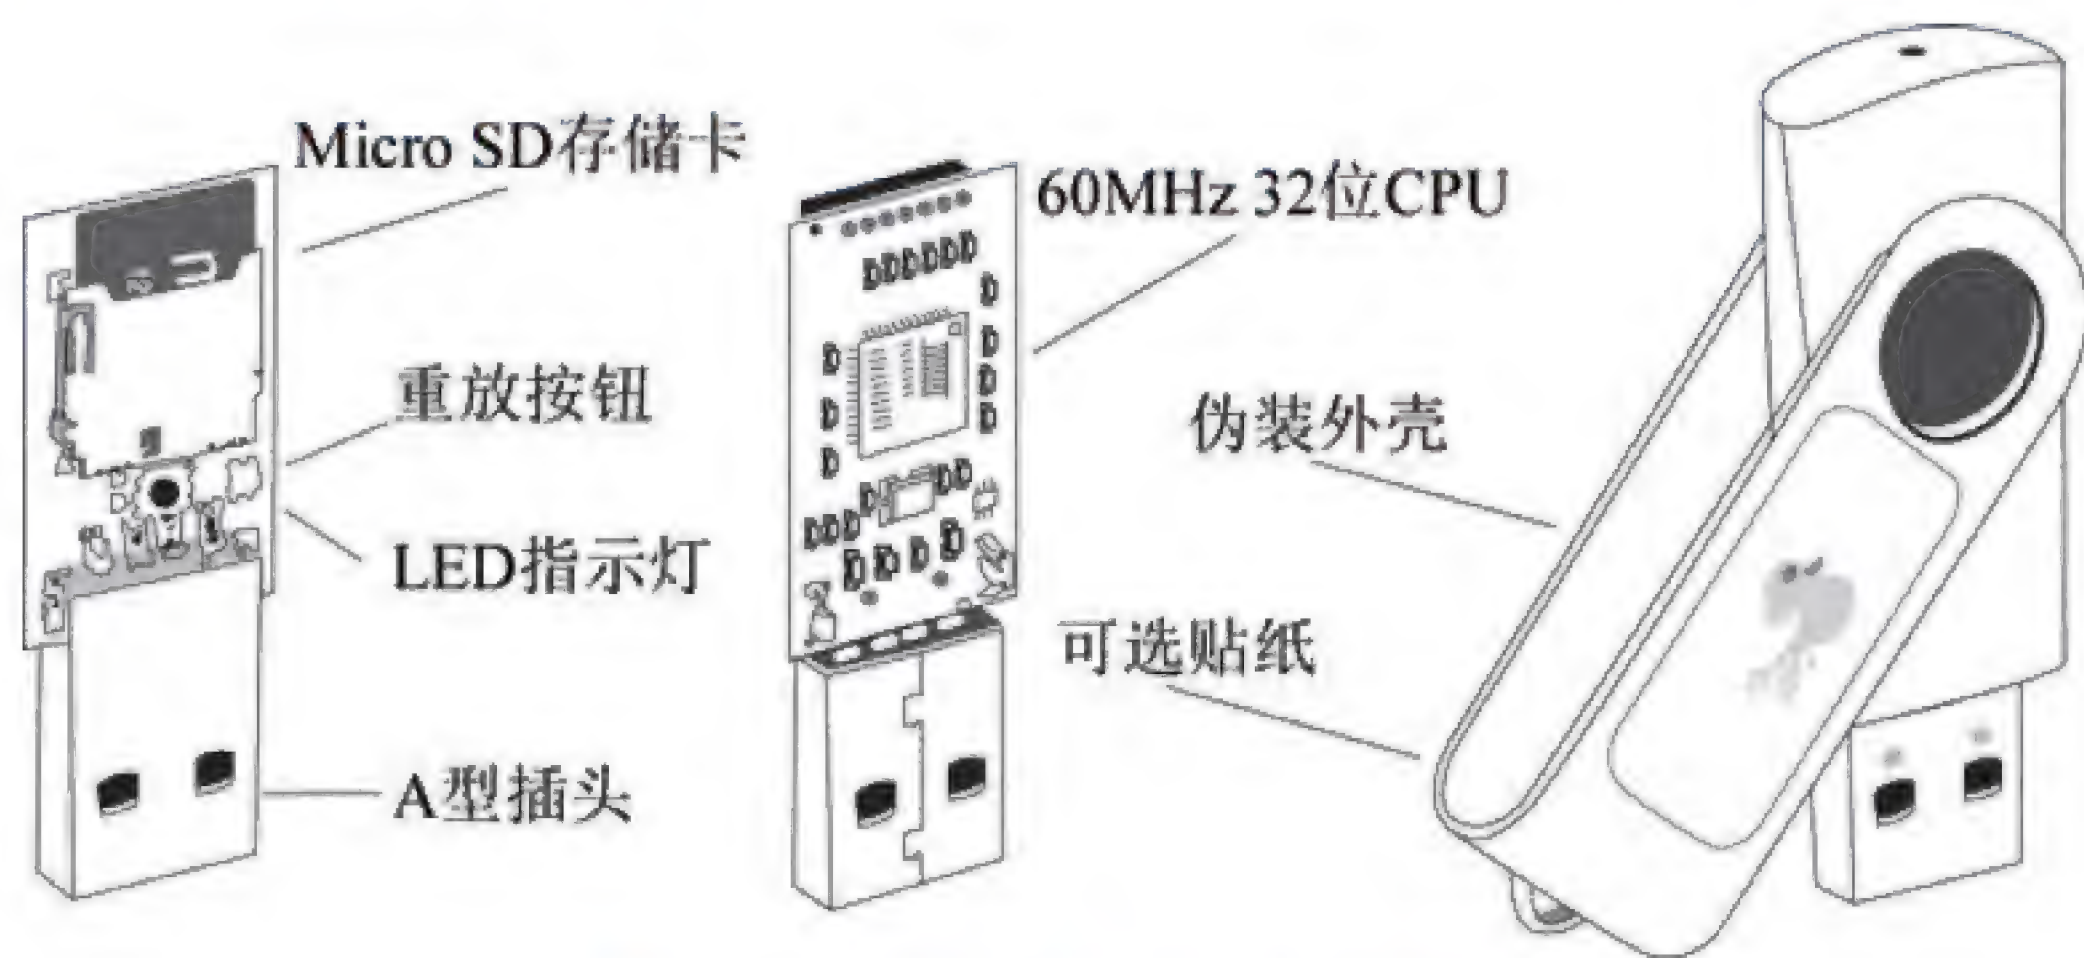 Micro SD存储卡
60MHz 32位CPU
重放按钮
伪装外壳
LED指示灯
可选贴纸
A型插头